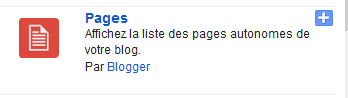 Pages
Affichez la liste des pages autonomes de
votre blog.
Par Blogger